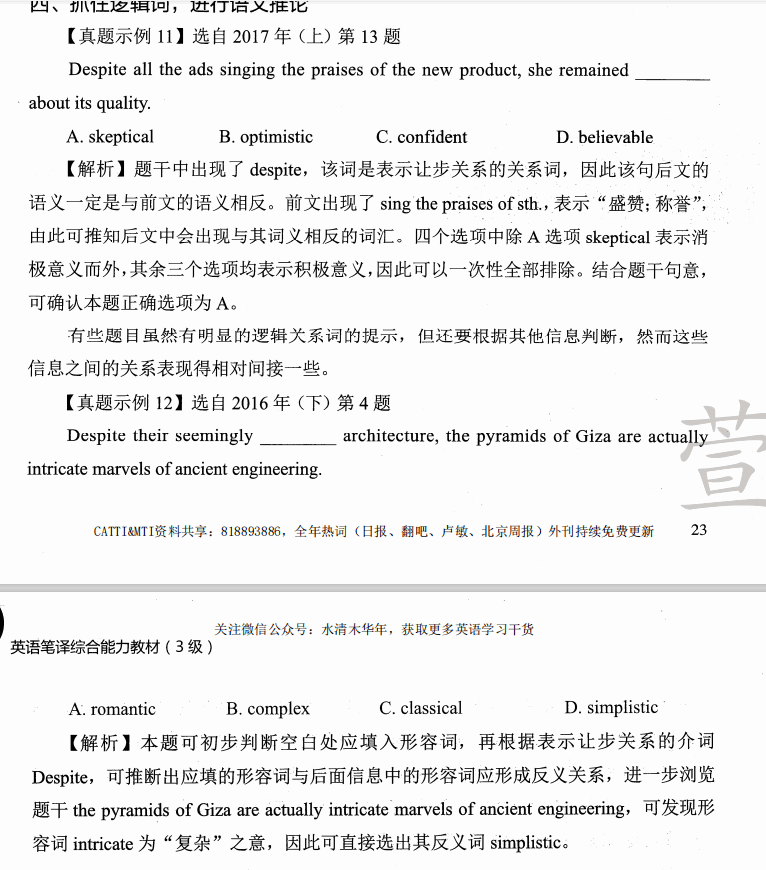 四、抓住逻辑词，进行语义推论
【真题示例 11】选自 2017 年（上）第 13 题
Despite all the ads singing the praises of the new product, she remained ________
about its quality.
A. skeptical B. optimistic C. confident D. believable
【解析】题干中出现了 despite，该词是表示让步关系的关系词，因此该句后文的
语义一定是与前文的语义相反。前文出现了 sing the praises of sth.，表示“盛赞；称誉”，
由此可推知后文中会出现与其词义相反的词汇。四个选项中除 A 选项 skeptical 表示消
极意义而外，其余三个选项均表示积极意义，因此可以一次性全部排除。结合题干句意，
可确认本题正确选项为 A。
有些题目虽然有明显的逻辑关系词的提示，但还要根据其他信息判断，然而这些
信息之间的关系表现得相对间接一些。
【真题示例 12】选自 2016 年（下）第 4 题
Despite their seemingly ________ architecture, the pyramids of Giza are actually
intricate marvels of ancient engineering.
萱
CATTI&MTI资料共享：818893886，全年热词（日报、翻吧、卢敏、北京周报）外刊持续免费更新 23
关注微信公众号：水清木华年，获取更多英语学习干货
英语笔译综合能力教材（3 级）
A. romantic B. complex C. classical D. simplistic
【解析】本题可初步判断空白处应填入形容词，再根据表示让步关系的介词
Despite，可推断出应填的形容词与后面信息中的形容词应形成反义关系，进一步浏览
题干 the pyramids of Giza are actually intricate marvels of ancient engineering，可发现形
容词 intricate 为“复杂”之意，因此可直接选出其反义词 simplistic。